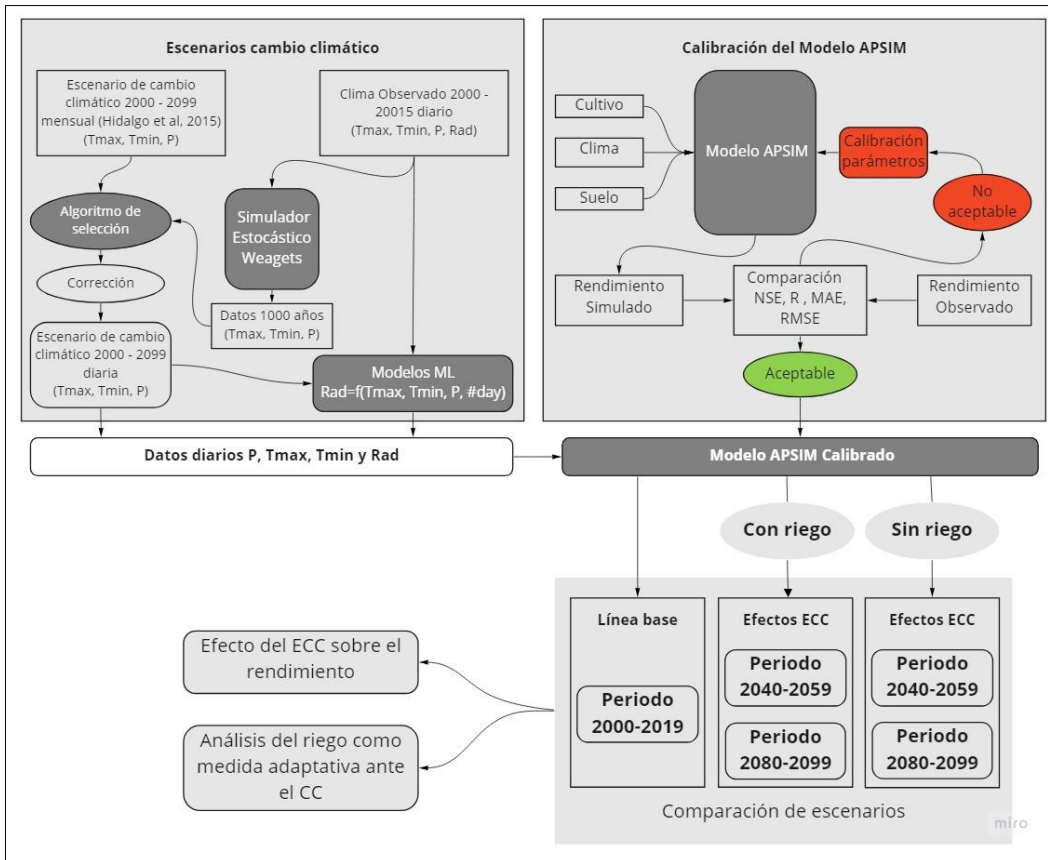 Escenarios cambio climático
Escenario de cambio
climático 2000 - 2099
mensual (Hidalgo et al, 2015)
(Tmax, Tmin, P)
Clima Observado 2000 -
20015 diario
(Tmax, Tmin, P, Rad)
Algoritmo de
selección
Simulador
Estocástico
Weagets
Corrección
Datos 1000 años
(Tmax, Tmin, P)
Escenario de cambio
climático 2000 - 2099
diaria
(Tmax, Tmin, P)
Modelos ML
Rad=f(Tmax, Tmin, P, #day)
Calibración del Modelo APSIM
Cultivo
Clima
Suelo
Modelo APSIM
Calibración
parámetros
No
aceptable
Rendimiento
Simulado
Comparación
NSE, R , MAE,
RMSE
Rendimiento
Observado
Aceptable
Datos diarios P, Tmax, Tmin y Rad
Modelo APSIM Calibrado
Con riego
Sin riego
Línea base
Periodo
2000-2019
Efectos ECC
Periodo
2040-2059
Periodo
2080-2099
Efectos ECC
Periodo
2040-2059
Periodo
2080-2099
Comparación de escenarios
Efecto del ECC sobre el
rendimiento
Análisis del riego como
medida adaptativa ante
el CC
miro